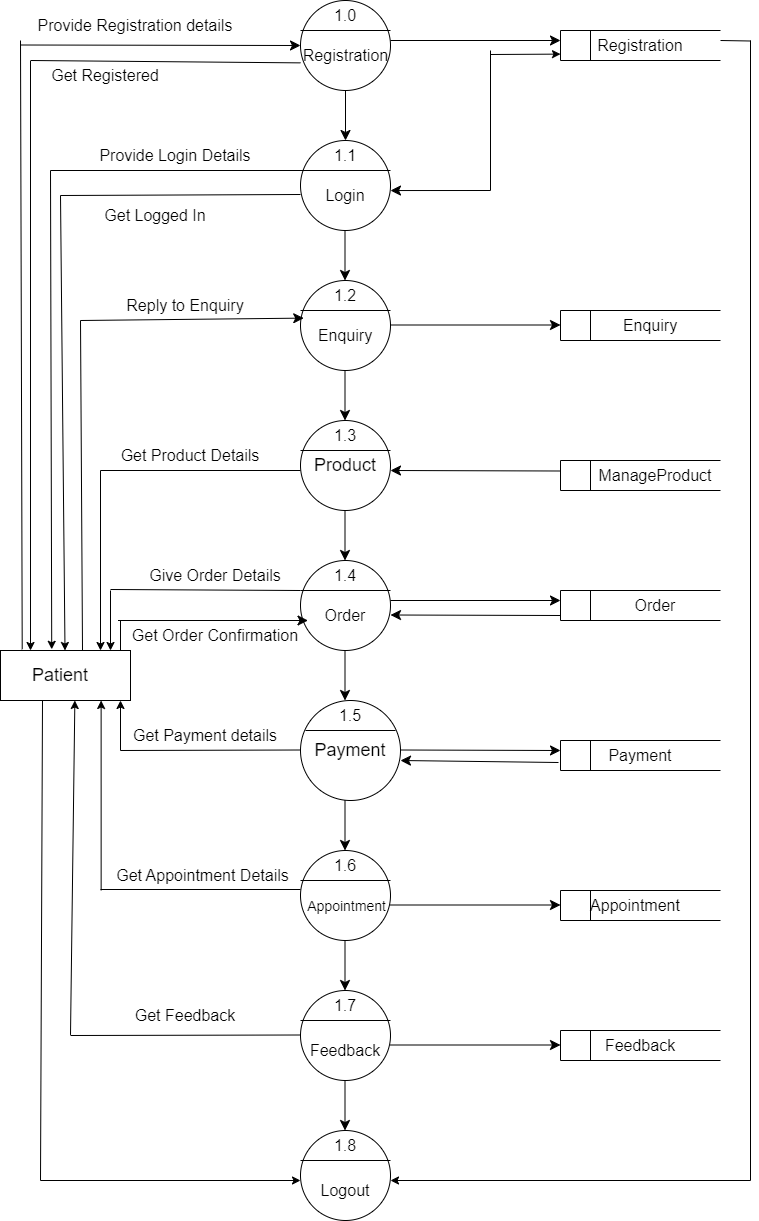 1.0
Provide Registration details
Registration
Registration
Get Registered
1.1
Provide Login Details
Login
Get Logged In
1.2
Reply to Enquiry
Enquiry
Enquiry
1.3
Get Product Details
Product
ManageProduct
1.4
Give Order Details
Order
Order
Get Order Confirmation
Patient
1.5
Get Payment details
Payment
Payment
1.6
Get Appointment Details
Appointment
Appointment
1.7
Get Feedback
Feedback
Feedback
1.8
Logout